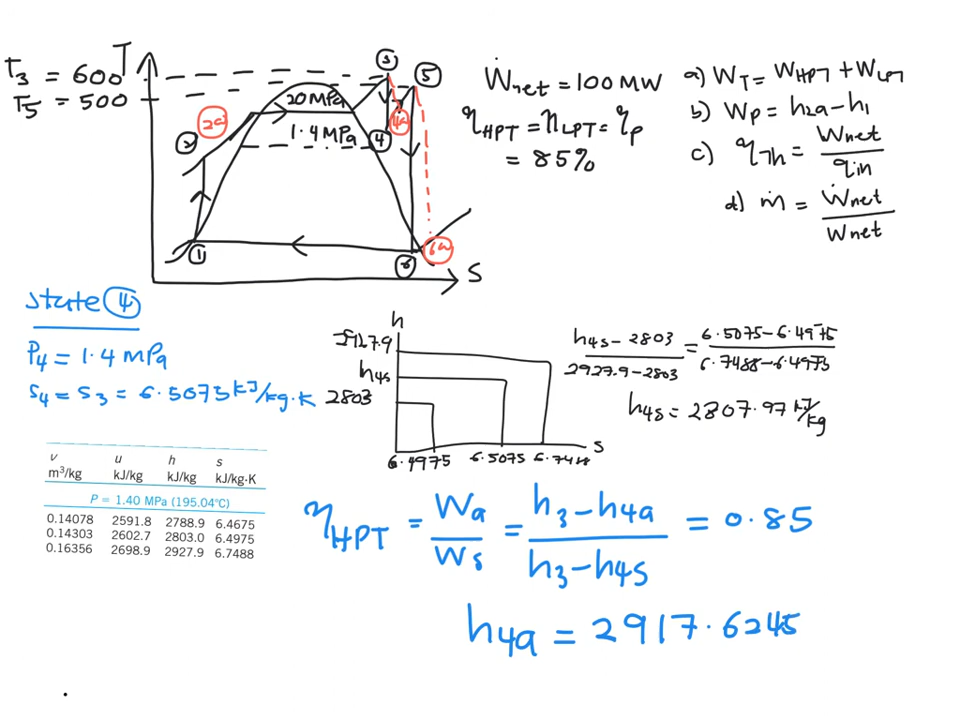 T3 = 600
T5 = 500
T
③
⑤
20 MPa
②a
④a
②
1.4 MPa
④
①
⑥
⑥a
S
Ẇnet = 100 MW
ηHPT = ηLPT = ηp
= 85%
a) WT = WHPT + WLPT
b) Wp = h2a - h1
c) ηTh = Wnet / qin
d) ṁ = Ẇnet / Wnet
State ④
P4 = 1.4 MPa
s4 = s3 = 6.5075 kJ/kg·K
h
h4s
2803
6.4975 6.5075
s
h4s - 2803 / 2927.9 - 2803 = 6.5075 - 6.4975 / 6.7488 - 6.4975
h4s = 2807.97 kJ/kg
v u h s
m³/kg kJ/kg kJ/kg kJ/kg·K
P = 1.40 MPa (195.04°C)
0.14078 2591.8 2788.9 6.4675
0.14303 2602.7 2803.0 6.4975
0.16356 2698.9 2927.9 6.7488
ηHPT = Wa / Ws = h3 - h4a / h3 - h4s = 0.85
h4a = 2917.6245